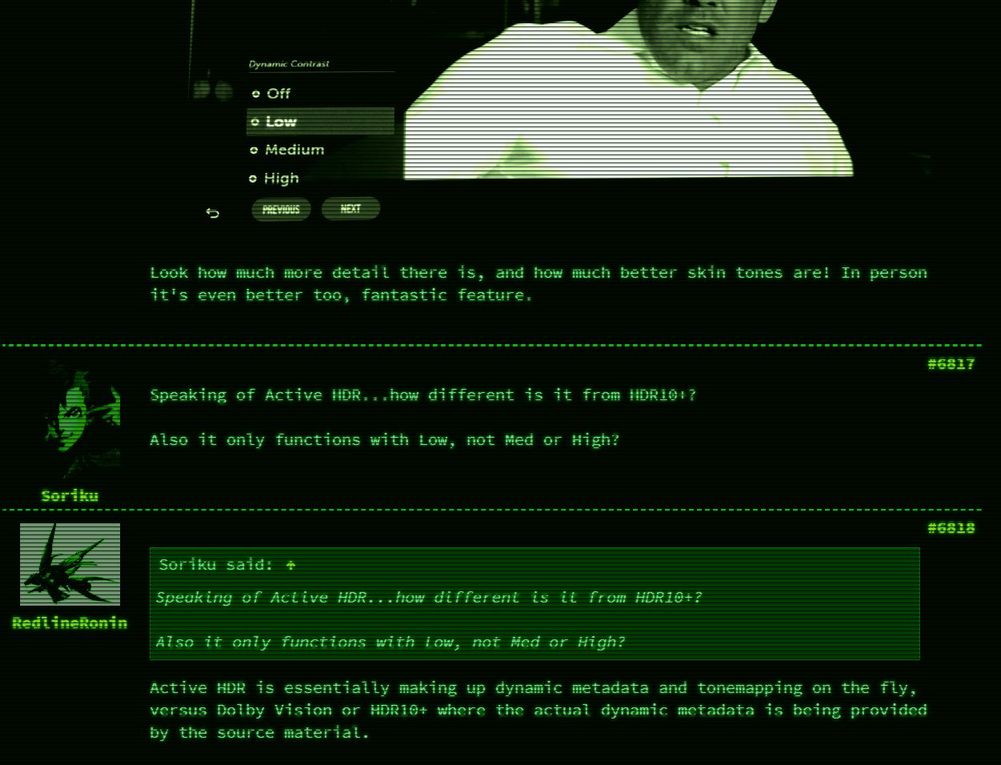 Dynamic Contrast
Off
Low
Medium
High
PREVIOUS NEXT
Look how much more detail there is, and how much better skin tones are! In person
it's even better too, fantastic feature.
#6817
Speaking of Active HDR...how different is it from HDR10+?
Also it only functions with Low, not Med or High?
Soriku
#6818
Soriku said: ↑
Speaking of Active HDR...how different is it from HDR10+?
Also it only functions with Low, not Med or High?
RedlineRonin
Active HDR is essentially making up dynamic metadata and tonemapping on the fly,
versus Dolby Vision or HDR10+ where the actual dynamic metadata is being provided
by the source material.